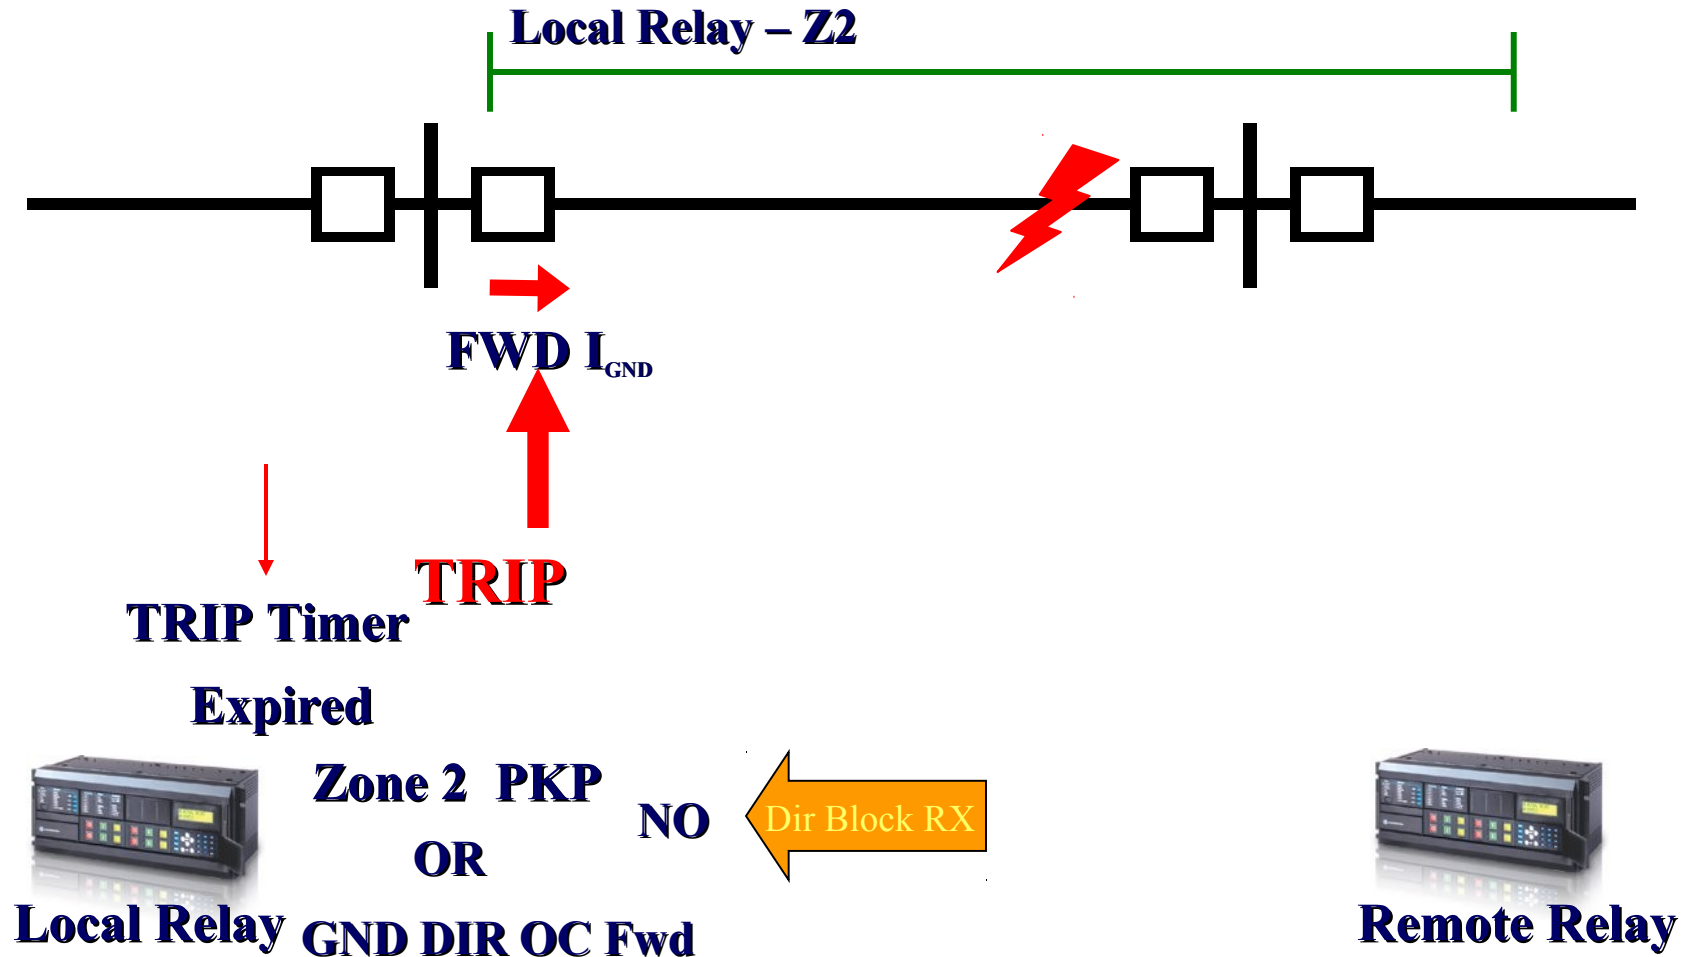 Local Relay – Z2
FWD I GND
TRIP
TRIP Timer
Expired
Zone 2 PKP
OR
GND DIR OC Fwd
NO
Dir Block RX
Local Relay
Remote Relay